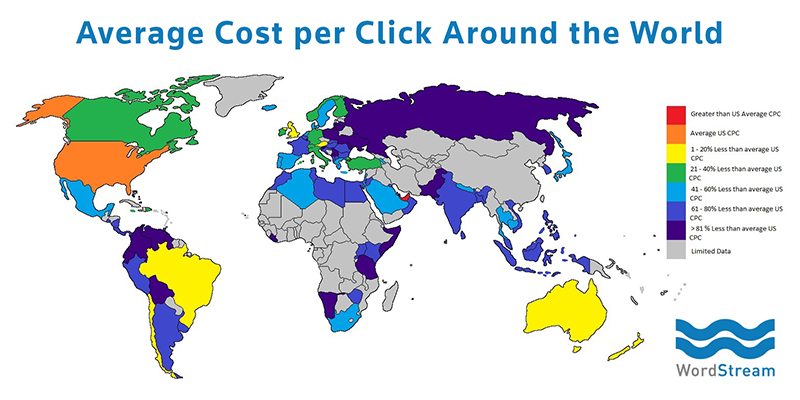 Average Cost per Click Around the World
Greater than US Average CPC
Average US CPC
1 - 20% Less than average US
CPC
21 - 40% Less than average US
CPC
41 - 60% Less than average US
CPC
61 - 80% Less than average US
CPC
> 81 % Less than average US
CPC
Limited Data
WordStream